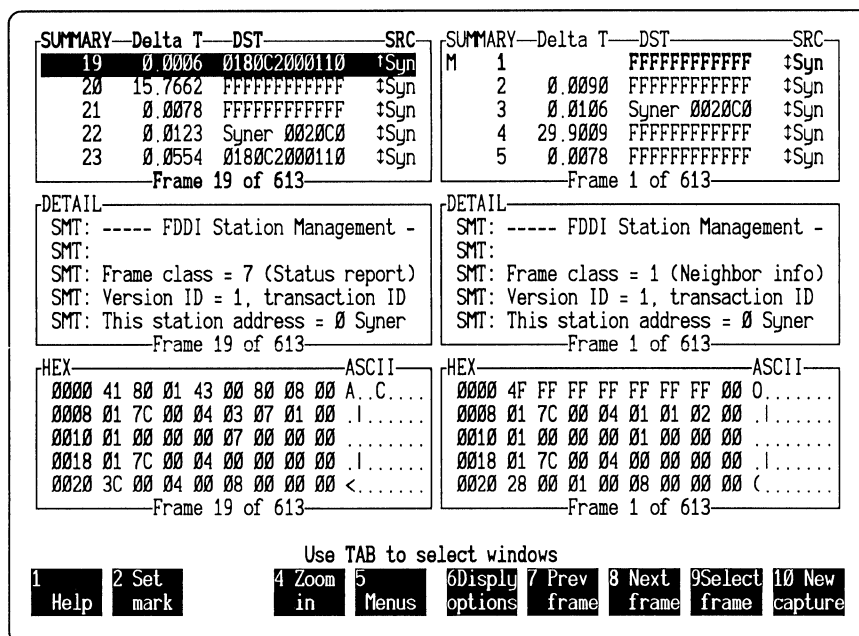 SUMMARY—Delta T—DST—SRC
19 0.0006 0180C2000110 ↕Syn
20 15.7662 FFFFFFFFFFFF ↕Syn
21 0.0078 FFFFFFFFFFFF ↕Syn
22 0.0123 Syner 0020C0 ↕Syn
23 0.0554 0180C2000110 ↕Syn
Frame 19 of 613
DETAIL
SMT: ----- FDDI Station Management -
SMT:
SMT: Frame class = 7 (Status report)
SMT: Version ID = 1, transaction ID
SMT: This station address = 0 Syner
Frame 19 of 613
HEX ASCII
0000 41 80 01 43 00 80 08 00 A..C....
0008 01 7C 00 04 03 07 01 00 .|......
0010 01 00 00 00 07 00 00 00 ........
0018 01 7C 00 04 00 00 00 00 .|......
0020 3C 00 04 00 08 00 00 00 <.......
Frame 19 of 613
SUMMARY—Delta T—DST—SRC
M 1 FFFFFFFFFFFF ↕Syn
2 0.0090 FFFFFFFFFFFF ↕Syn
3 0.0106 Syner 0020C0 ↕Syn
4 29.9009 FFFFFFFFFFFF ↕Syn
5 0.0078 FFFFFFFFFFFF ↕Syn
Frame 1 of 613
DETAIL
SMT: ----- FDDI Station Management -
SMT:
SMT: Frame class = 1 (Neighbor info)
SMT: Version ID = 1, transaction ID
SMT: This station address = 0 Syner
Frame 1 of 613
HEX ASCII
0000 4F FF FF FF FF FF FF 00 O.......
0008 01 7C 00 04 01 01 02 00 .|......
0010 01 00 00 00 01 00 00 00 ........
0018 01 7C 00 04 00 00 00 00 .|......
0020 28 00 01 00 08 00 00 00 (.......
Frame 1 of 613
Use TAB to select windows
1 Help
2 Set mark
4 Zoom in
5 Menus
6Disply options
7 Prev frame
8 Next frame
9Select frame
10 New capture